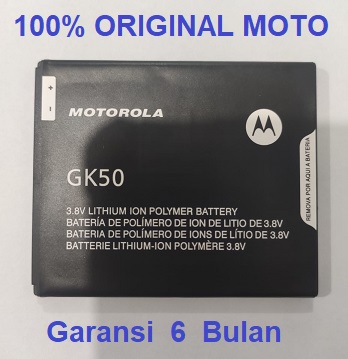 100% ORIGINAL MOTO
+
-
MOTOROLA
GK50
3.8V LITHIUM ION POLYMER BATTERY
BATERÍA DE POLÍMERO DE ION DE LITIO DE 3.8V
BATERIA DE POLÍMERO DE IONS DE LÍTIO DE 3.8V
BATTERIE LITHIUM-ION POLYMÈRE 3.8V
REMOVA POR AQUI A BATERIA
Garansi 6 Bulan